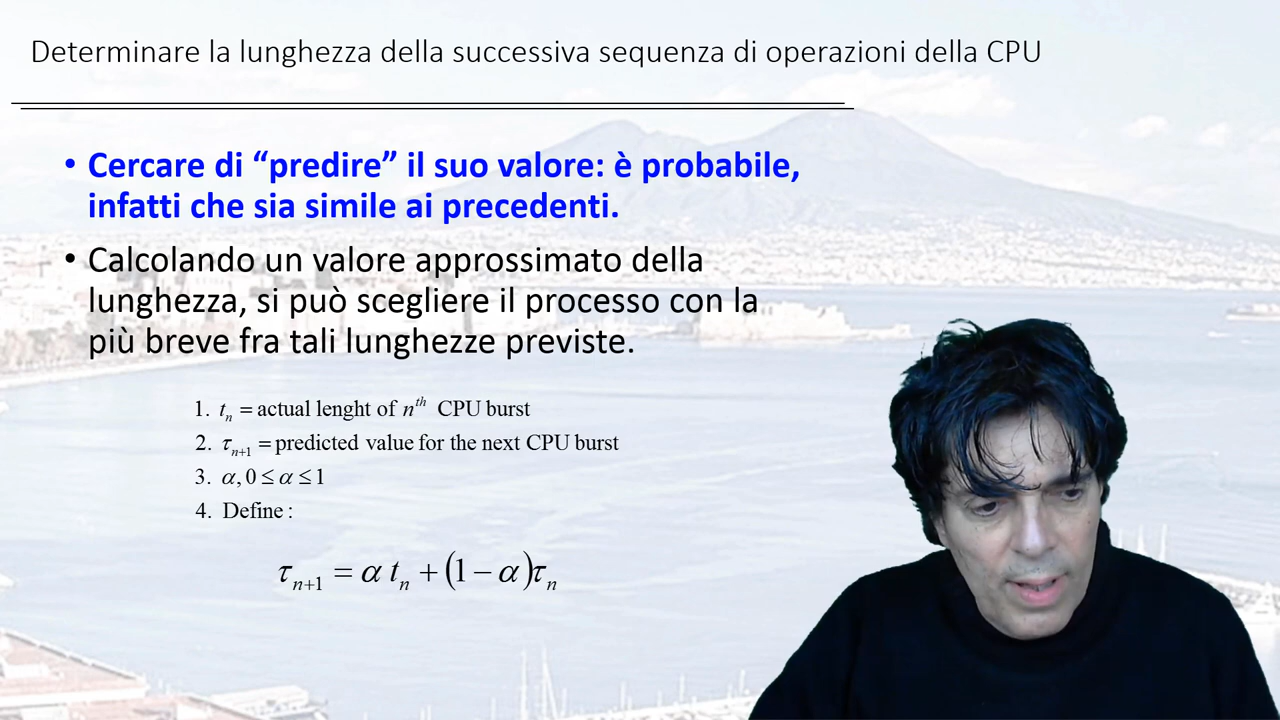 Determinare la lunghezza della successiva sequenza di operazioni della CPU
• Cercare di “predire” il suo valore: è probabile,
infatti che sia simile ai precedenti.
• Calcolando un valore approssimato della
lunghezza, si può scegliere il processo con la
più breve fra tali lunghezze previste.
1. tₙ = actual lenght of nᵗʰ CPU burst
2. τₙ₊₁ = predicted value for the next CPU burst
3. α, 0 ≤ α ≤ 1
4. Define :
τₙ₊₁ = α tₙ + (1 − α)τₙ